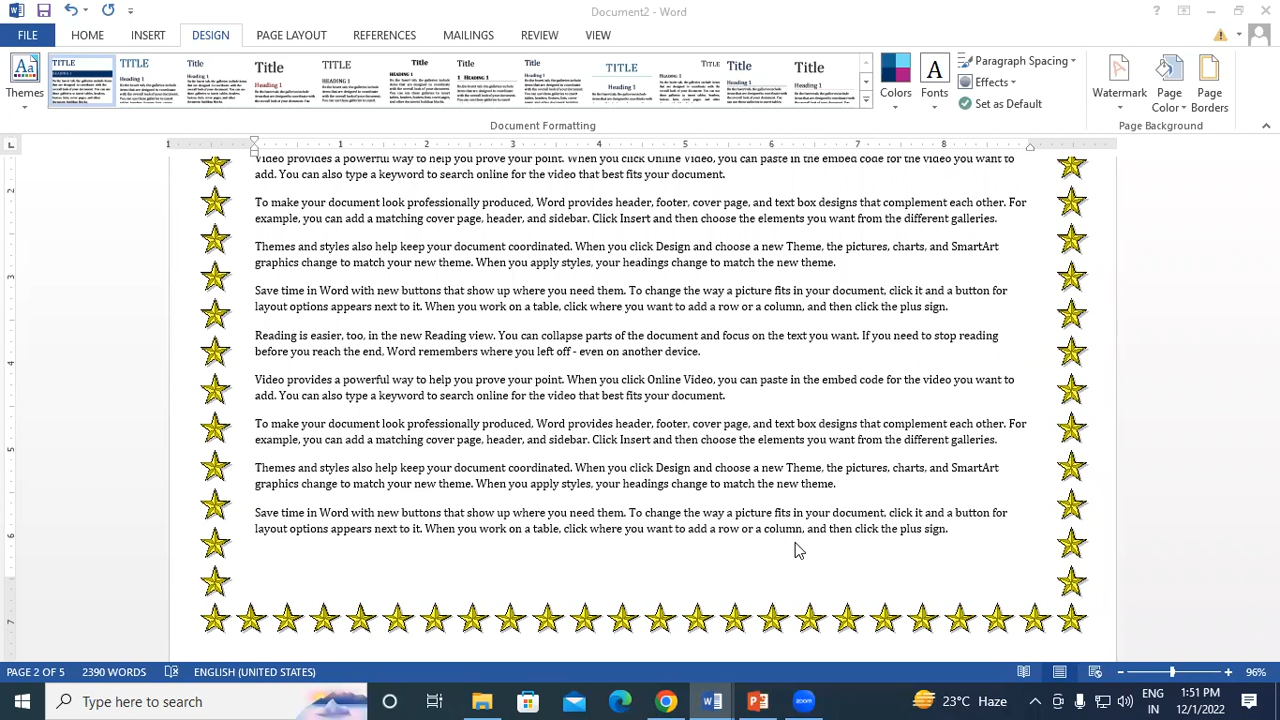 Document2 - Word
FILE HOME INSERT DESIGN PAGE LAYOUT REFERENCES MAILINGS REVIEW VIEW
Themes
Colors
Fonts
Paragraph Spacing
Effects
Set as Default
Watermark
Page Color
Page Borders
Document Formatting
Page Background
Video provides a powerful way to help you prove your point. When you click Online Video, you can paste in the embed code for the video you want to
add. You can also type a keyword to search online for the video that best fits your document.
To make your document look professionally produced, Word provides header, footer, cover page, and text box designs that complement each other. For
example, you can add a matching cover page, header, and sidebar. Click Insert and then choose the elements you want from the different galleries.
Themes and styles also help keep your document coordinated. When you click Design and choose a new Theme, the pictures, charts, and SmartArt
graphics change to match your new theme. When you apply styles, your headings change to match the new theme.
Save time in Word with new buttons that show up where you need them. To change the way a picture fits in your document, click it and a button for
layout options appears next to it. When you work on a table, click where you want to add a row or a column, and then click the plus sign.
Reading is easier, too, in the new Reading view. You can collapse parts of the document and focus on the text you want. If you need to stop reading
before you reach the end, Word remembers where you left off - even on another device.
Video provides a powerful way to help you prove your point. When you click Online Video, you can paste in the embed code for the video you want to
add. You can also type a keyword to search online for the video that best fits your document.
To make your document look professionally produced, Word provides header, footer, cover page, and text box designs that complement each other. For
example, you can add a matching cover page, header, and sidebar. Click Insert and then choose the elements you want from the different galleries.
Themes and styles also help keep your document coordinated. When you click Design and choose a new Theme, the pictures, charts, and SmartArt
graphics change to match your new theme. When you apply styles, your headings change to match the new theme.
Save time in Word with new buttons that show up where you need them. To change the way a picture fits in your document, click it and a button for
layout options appears next to it. When you work on a table, click where you want to add a row or a column, and then click the plus sign.
PAGE 2 OF 5 2390 WORDS ENGLISH (UNITED STATES) 96%
Type here to search
23°C Haze
ENG
IN
1:51 PM
12/1/2022